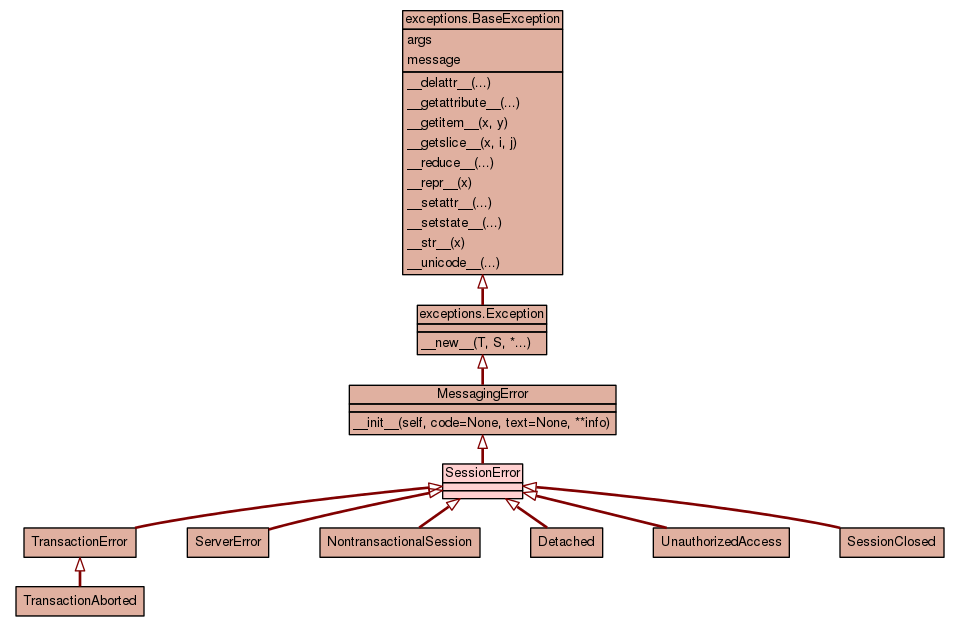 exceptions.BaseException
args
message
__delattr__(...)
__getattribute__(...)
__getitem__(x, y)
__getslice__(x, i, j)
__reduce__(...)
__repr__(x)
__setattr__(...)
__setstate__(...)
__str__(x)
__unicode__(...)
exceptions.Exception
__new__(T, S, *...)
MessagingError
__init__(self, code=None, text=None, **info)
SessionError
TransactionError
ServerError
NontransactionalSession
Detached
UnauthorizedAccess
SessionClosed
TransactionAborted